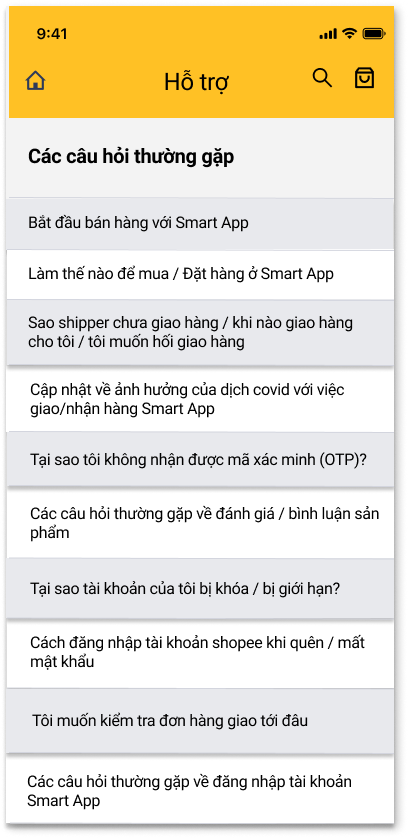 9:41
Hỗ trợ
Các câu hỏi thường gặp
Bắt đầu bán hàng với Smart App
Làm thế nào để mua / Đặt hàng ở Smart App
Sao shipper chưa giao hàng / khi nào giao hàng
cho tôi / tôi muốn hối giao hàng
Cập nhật về ảnh hưởng của dịch covid với việc
giao/nhận hàng Smart App
Tại sao tôi không nhận được mã xác minh (OTP)?
Các câu hỏi thường gặp về đánh giá / bình luận sản
phẩm
Tại sao tài khoản của tôi bị khóa / bị giới hạn?
Cách đăng nhập tài khoản shopee khi quên / mất
mật khẩu
Tôi muốn kiểm tra đơn hàng giao tới đâu
Các câu hỏi thường gặp về đăng nhập tài khoản
Smart App